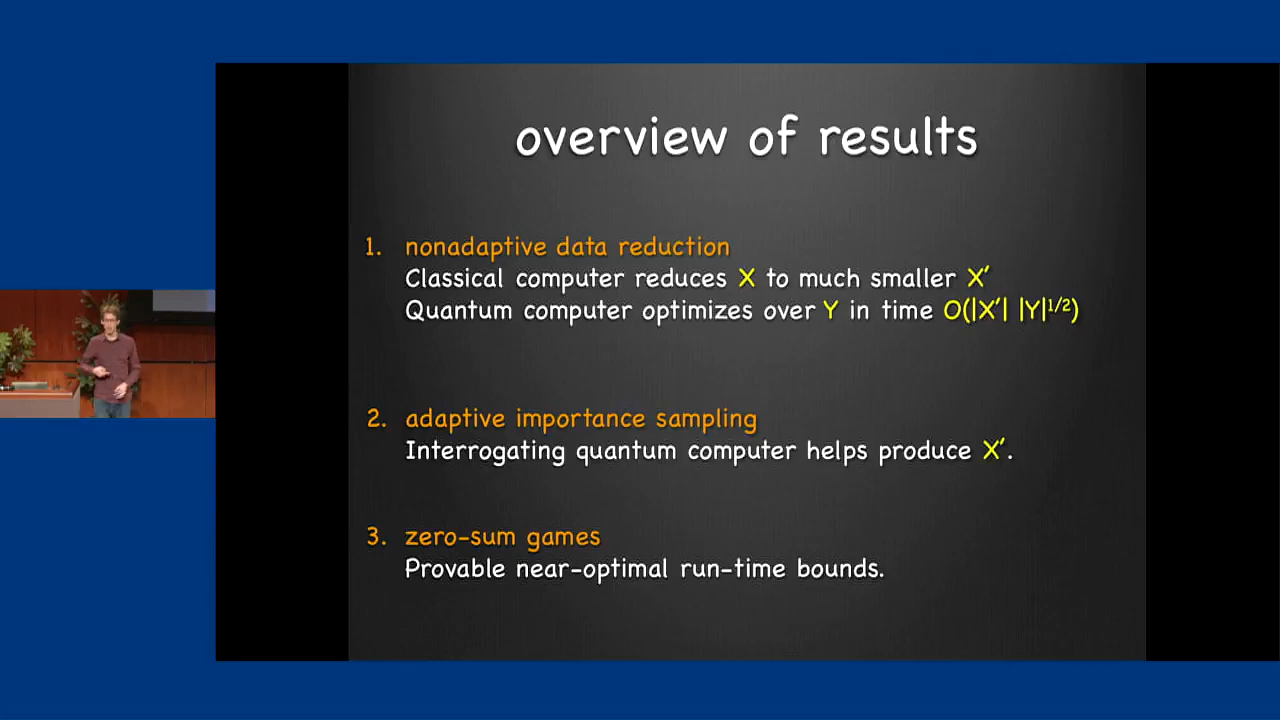 overview of results
1. nonadaptive data reduction
Classical computer reduces X to much smaller X′
Quantum computer optimizes over Y in time O(|X′| |Y|^1/2)
2. adaptive importance sampling
Interrogating quantum computer helps produce X′.
3. zero-sum games
Provable near-optimal run-time bounds.